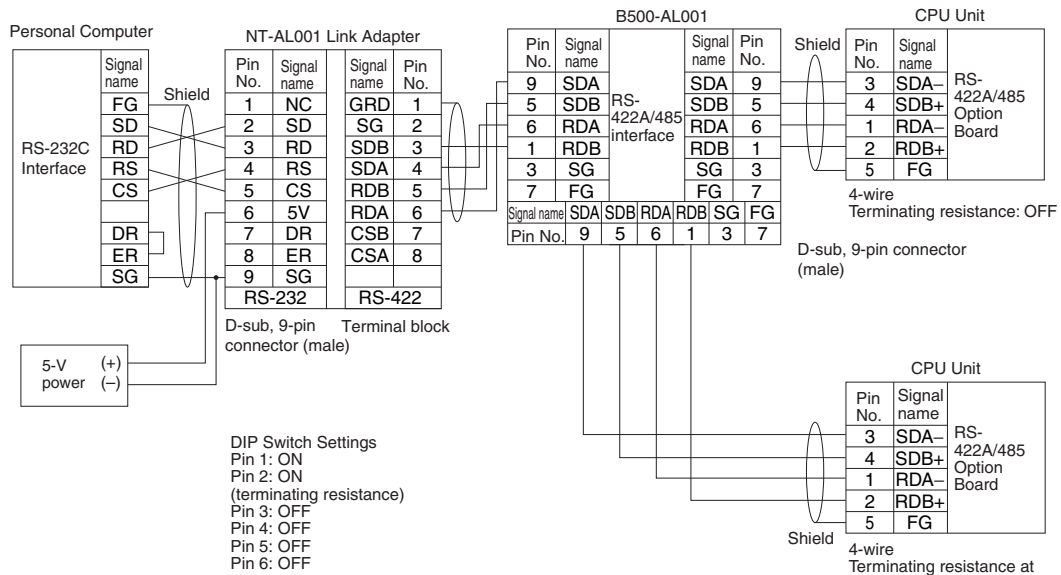 Personal Computer
RS-232C
Interface
Signal
name
FG
SD
RD
RS
CS
DR
ER
SG
Shield
NT-AL001 Link Adapter
Pin No. Signal name Signal name Pin No.
1 NC GRD 1
2 SD SG 2
3 RD SDB 3
4 RS SDA 4
5 CS RDB 5
6 5V RDA 6
7 DR CSB 7
8 ER CSA 8
9 SG
RS-232 RS-422
D-sub, 9-pin
connector (male)
Terminal block
5-V
power
(+)
(–)
DIP Switch Settings
Pin 1: ON
Pin 2: ON
(terminating resistance)
Pin 3: OFF
Pin 4: OFF
Pin 5: OFF
Pin 6: OFF
B500-AL001
Pin No. Signal name Signal name Pin No.
9 SDA SDA 9
5 SDB SDB 5
6 RDA RDA 6
1 RDB RDB 1
3 SG SG 3
7 FG FG 7
RS-
422A/485
interface
Signal name SDA SDB RDA RDB SG FG
Pin No. 9 5 6 1 3 7
D-sub, 9-pin connector
(male)
CPU Unit
Shield
Pin No. Signal name
3 SDA–
4 SDB+
1 RDA–
2 RDB+
5 FG
RS-
422A/485
Option
Board
4-wire
Terminating resistance: OFF
CPU Unit
Pin No. Signal name
3 SDA–
4 SDB+
1 RDA–
2 RDB+
5 FG
RS-
422A/485
Option
Board
Shield
4-wire
Terminating resistance at